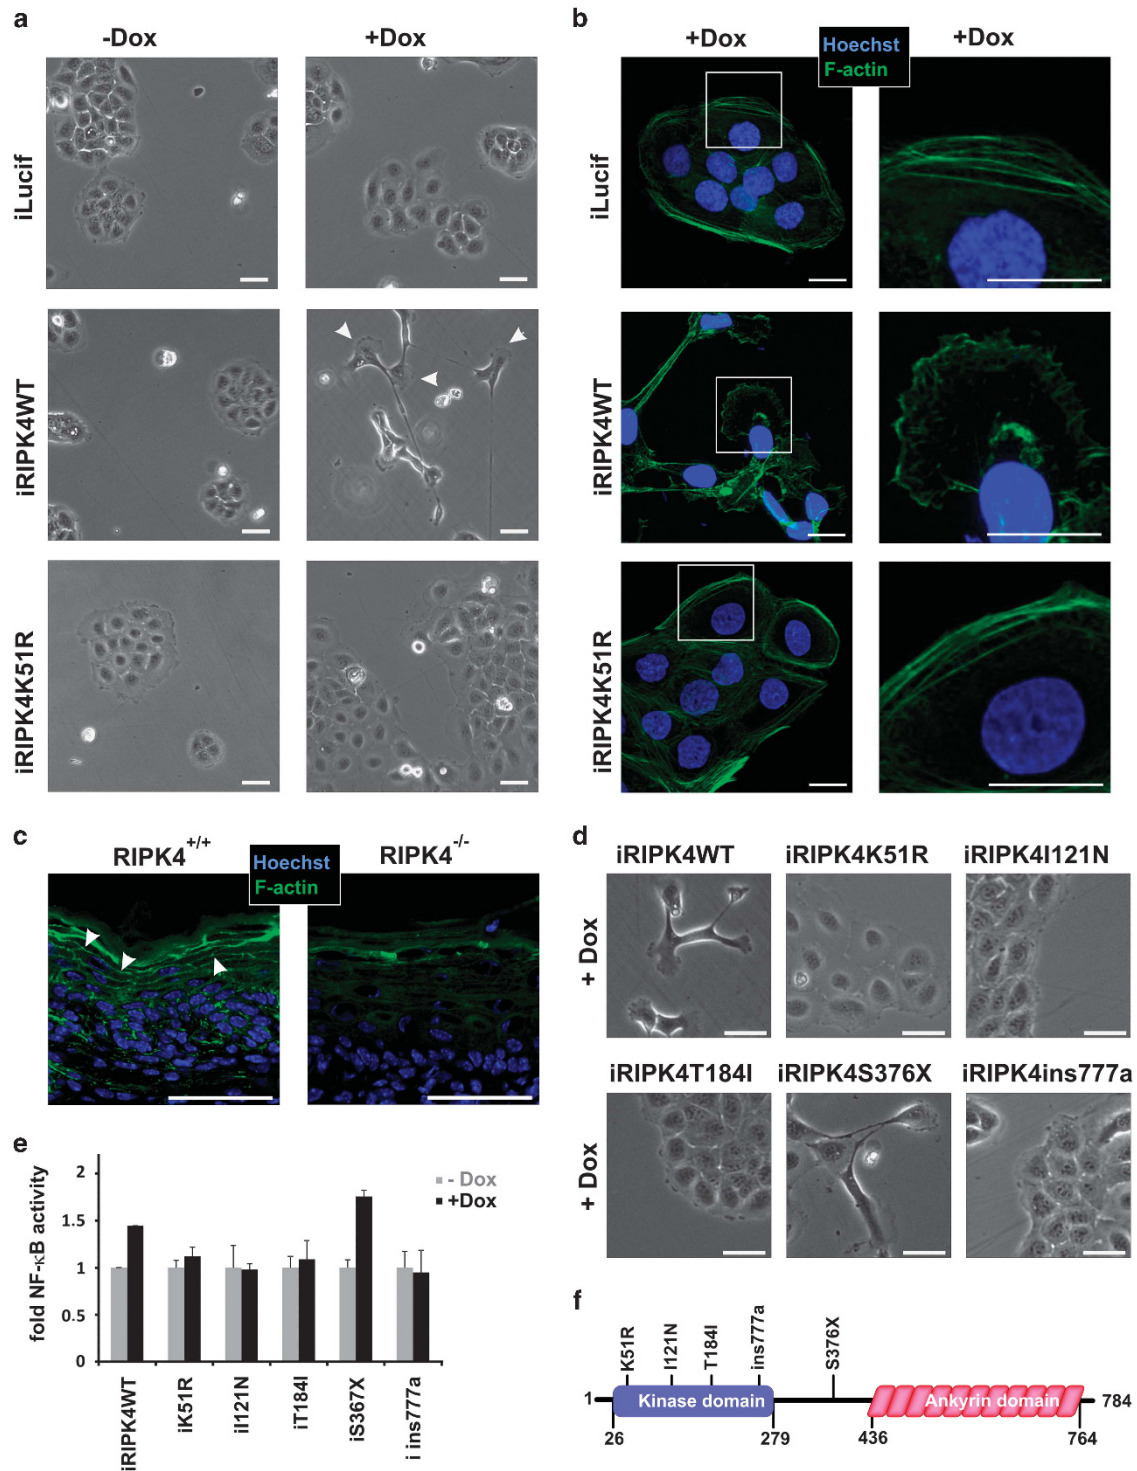 a
-Dox
+Dox
iLucif
iRIPK4WT
iRIPK4K51R
b
+Dox
Hoechst
F-actin
+Dox
iLucif
iRIPK4WT
iRIPK4K51R
c
RIPK4+/+
Hoechst
F-actin
RIPK4-/-
d
iRIPK4WT
iRIPK4K51R
iRIPK4I121N
+ Dox
iRIPK4T184I
iRIPK4S376X
iRIPK4ins777a
+ Dox
e
fold NF-κB activity
2
1.5
1
0.5
0
- Dox
+Dox
iRIPK4WT
iK51R
iI121N
iT184I
iS367X
i ins777a
f
K51R
I121N
T184I
ins777a
S376X
1
Kinase domain
Ankyrin domain
784
26
279
436
764